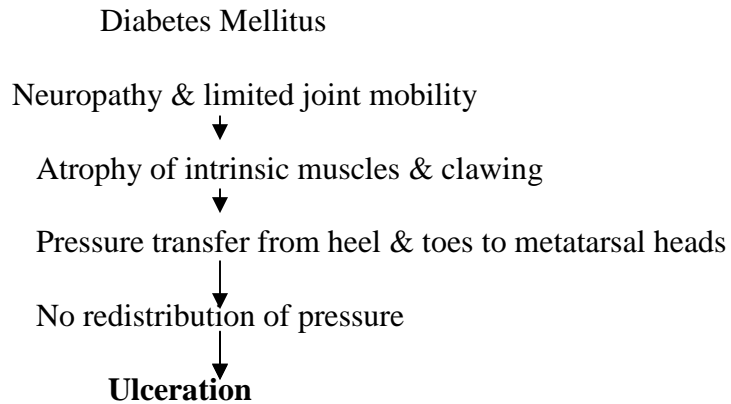 Diabetes Mellitus
Neuropathy & limited joint mobility
Atrophy of intrinsic muscles & clawing
Pressure transfer from heel & toes to metatarsal heads
No redistribution of pressure
Ulceration